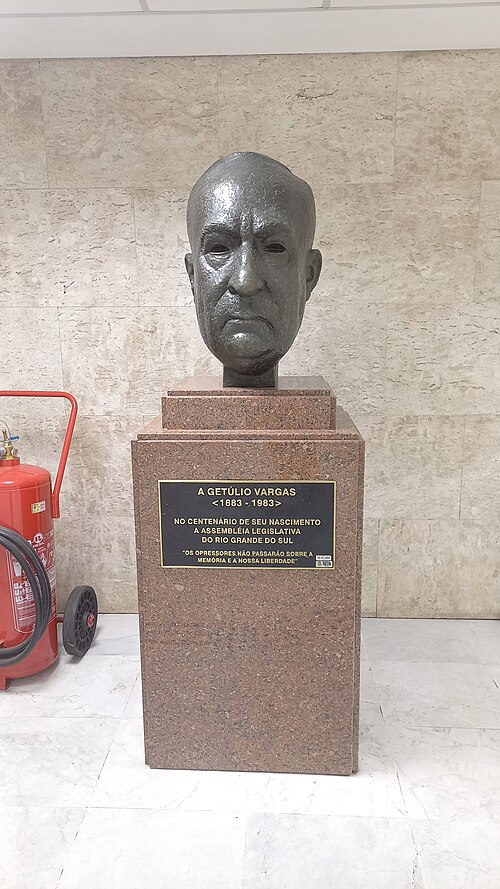 A GETÚLIO VARGAS
<1883 - 1983>
NO CENTENÁRIO DE SEU NASCIMENTO
A ASSEMBLÉIA LEGISLATIVA
DO RIO GRANDE DO SUL
"OS OPRESSORES NÃO PASSARÃO SOBRE A
MEMÓRIA E A NOSSA LIBERDADE"